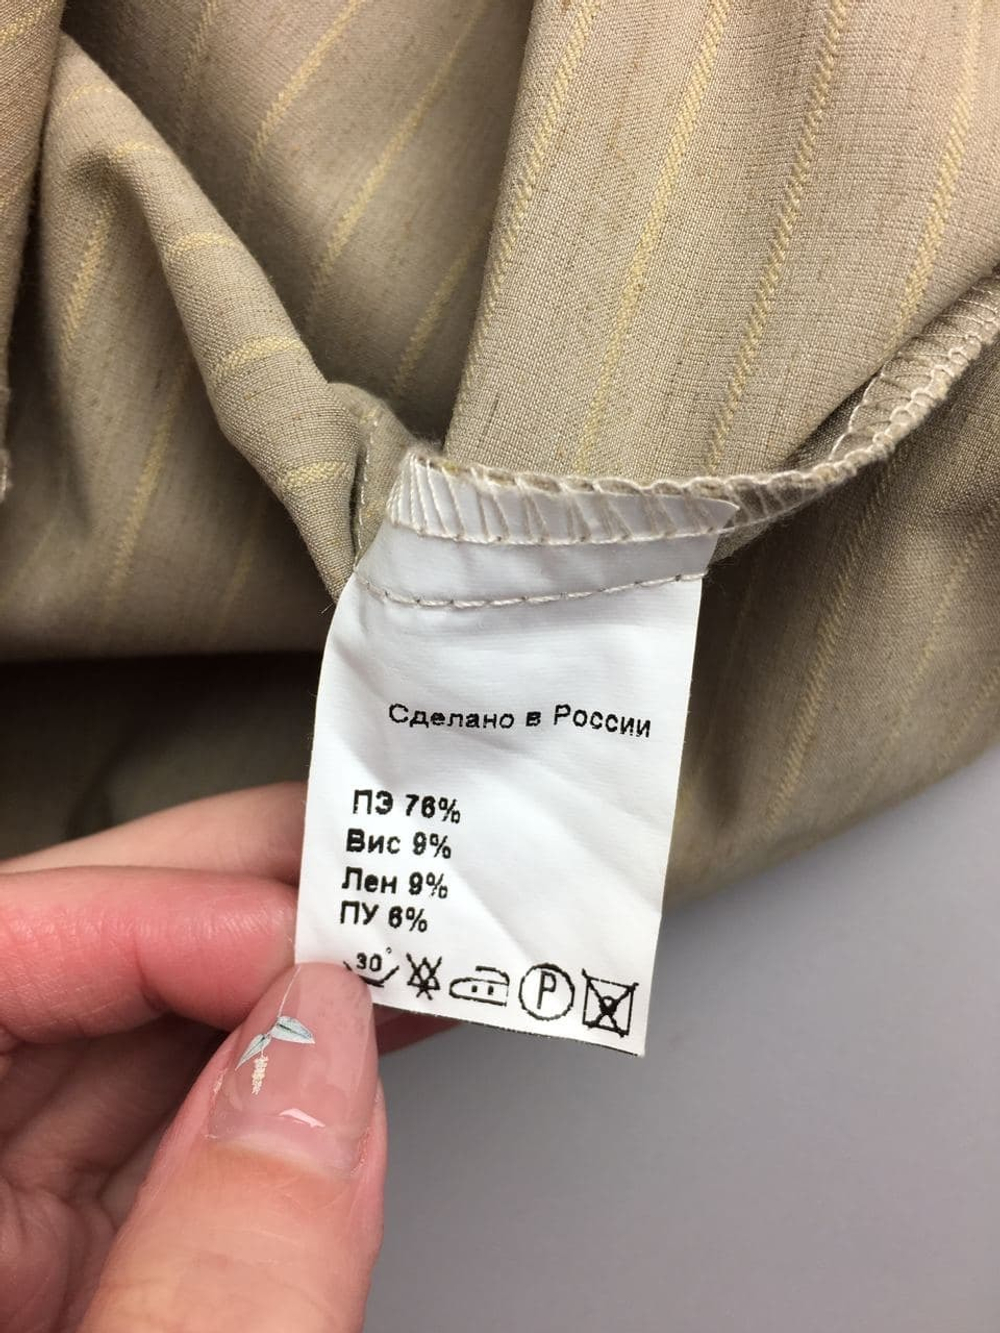 Сделано в России
ПЭ 76%
Вис 9%
Лен 9%
ПУ 6%
30°
P